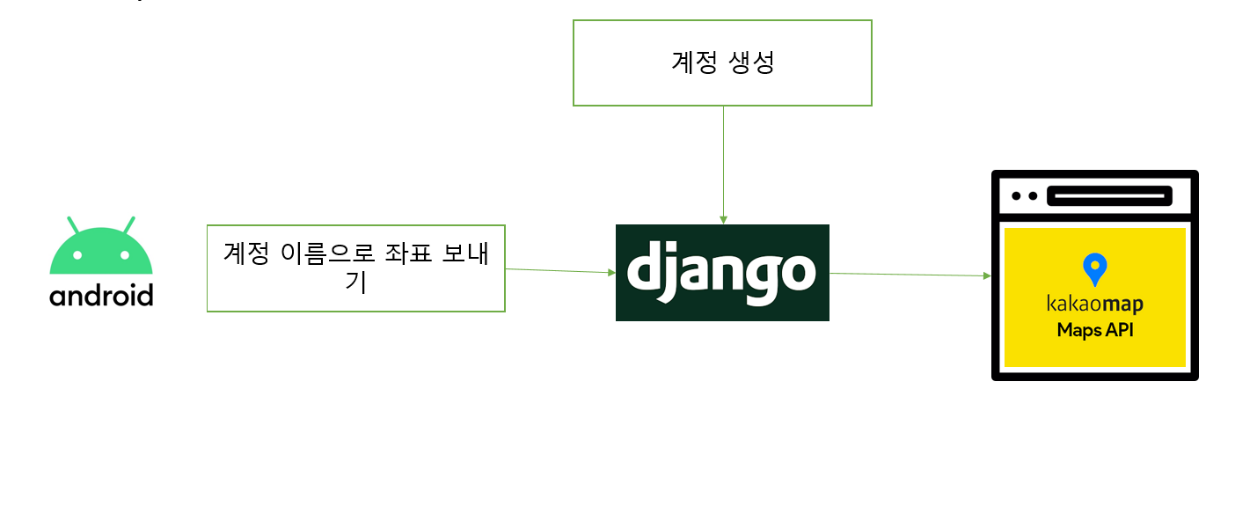 계정 생성
android
계정 이름으로 좌표 보내
기
django
kakaomap
Maps API